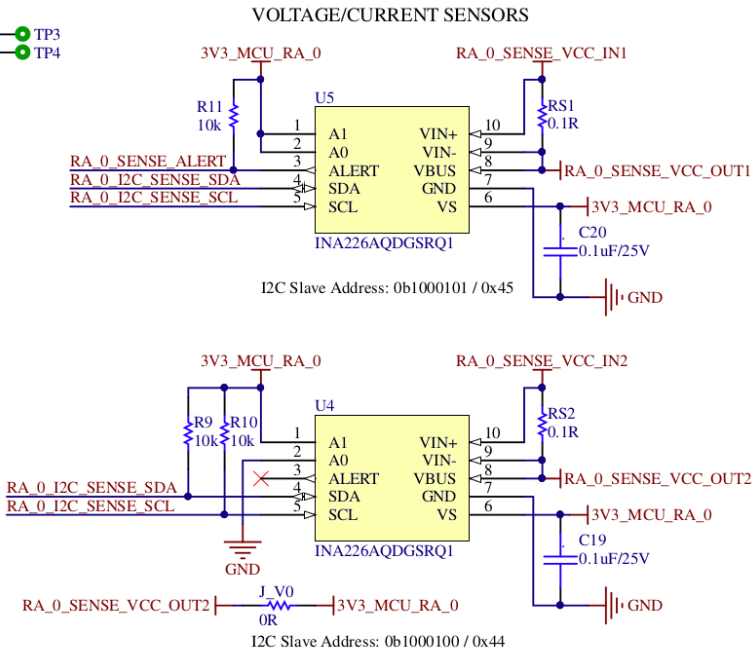 VOLTAGE/CURRENT SENSORS
TP3
TP4
3V3_MCU_RA_0
RA_0_SENSE_VCC_IN1
U5
R11
10k
RS1
0.1R
1 A1 VIN+ 10
2 A0 VIN- 9
RA_0_SENSE_ALERT 3 ALERT VBUS 8 RA_0_SENSE_VCC_OUT1
RA_0_I2C_SENSE_SDA 4 SDA GND 7
RA_0_I2C_SENSE_SCL 5 SCL VS 6 3V3_MCU_RA_0
INA226AQDGSRQ1
C20
0.1uF/25V
I2C Slave Address: 0b1000101 / 0x45
GND
3V3_MCU_RA_0
RA_0_SENSE_VCC_IN2
U4
R9
10k
R10
10k
RS2
0.1R
1 A1 VIN+ 10
2 A0 VIN- 9
3 ALERT VBUS 8 RA_0_SENSE_VCC_OUT2
RA_0_I2C_SENSE_SDA 4 SDA GND 7
RA_0_I2C_SENSE_SCL 5 SCL VS 6 3V3_MCU_RA_0
INA226AQDGSRQ1
C19
0.1uF/25V
GND
J_V0
RA_0_SENSE_VCC_OUT2 3V3_MCU_RA_0
0R
GND
I2C Slave Address: 0b1000100 / 0x44